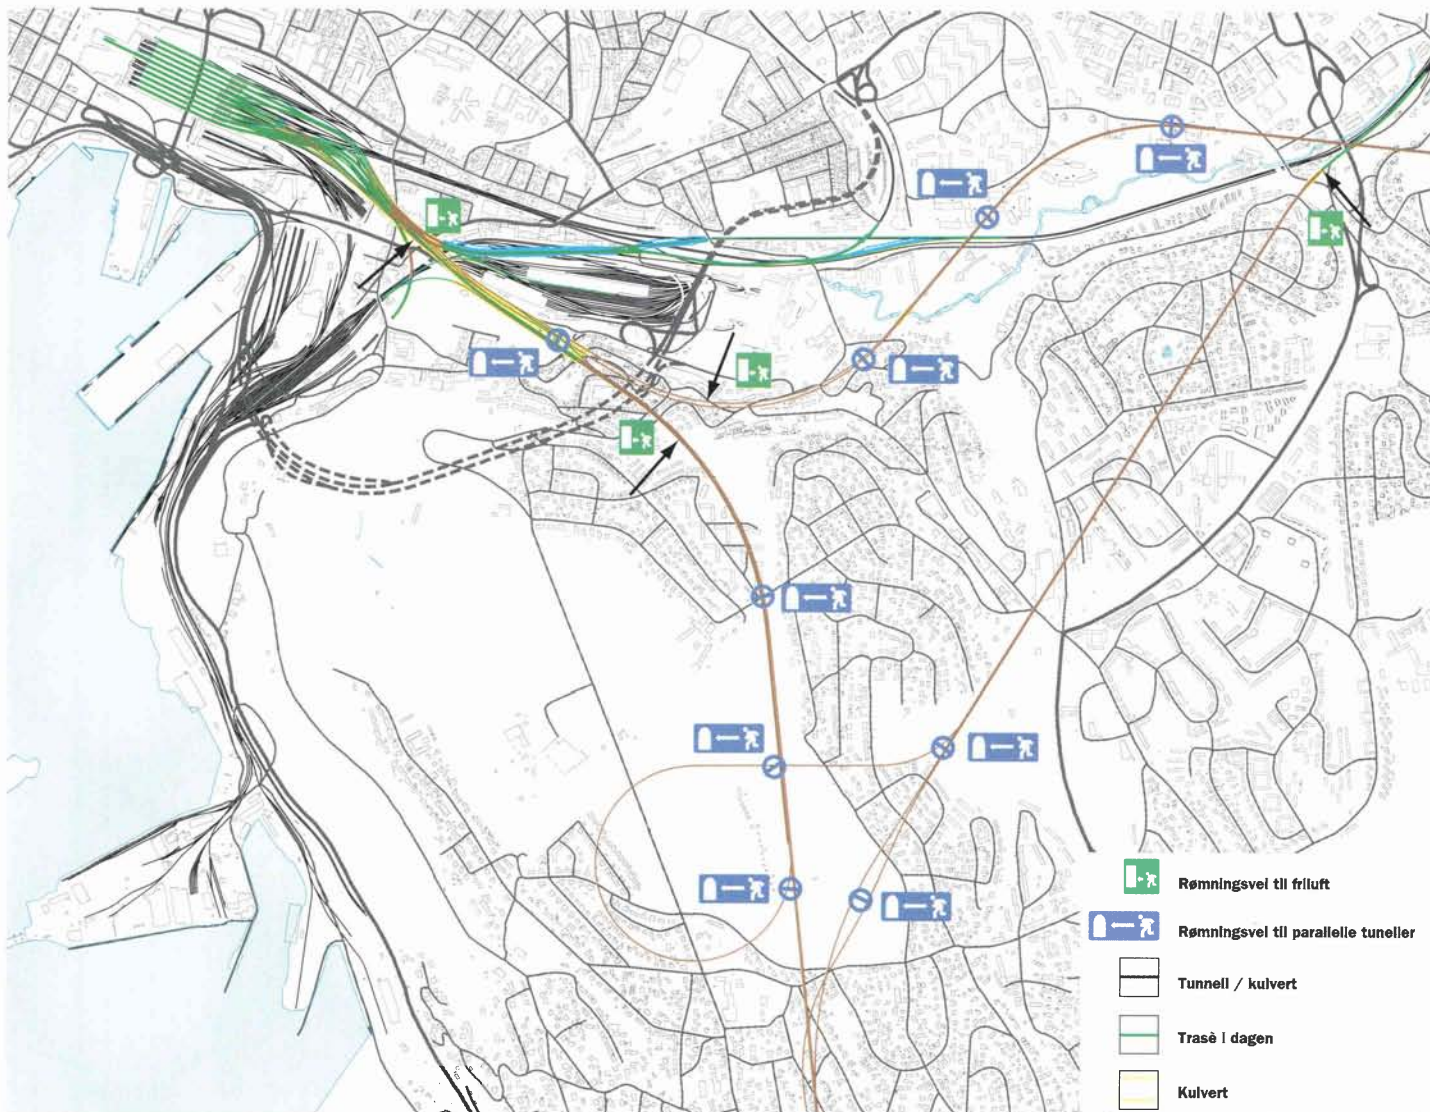 Rømningsvei til friluft
Rømningsvei til parallelle tuneller
Tunnell / kulvert
Trasè i dagen
Kulvert